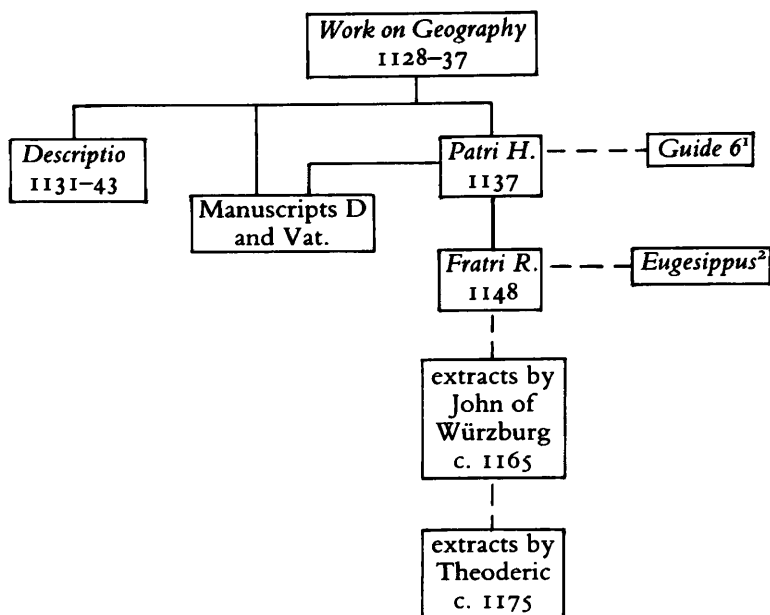 Work on Geography
1128–37
Descriptio
1131–43
Manuscripts D
and Vat.
Patri H.
1137
Guide 6¹
Fratri R.
1148
Eugesippus²
extracts by
John of
Würzburg
c. 1165
extracts by
Theoderic
c. 1175